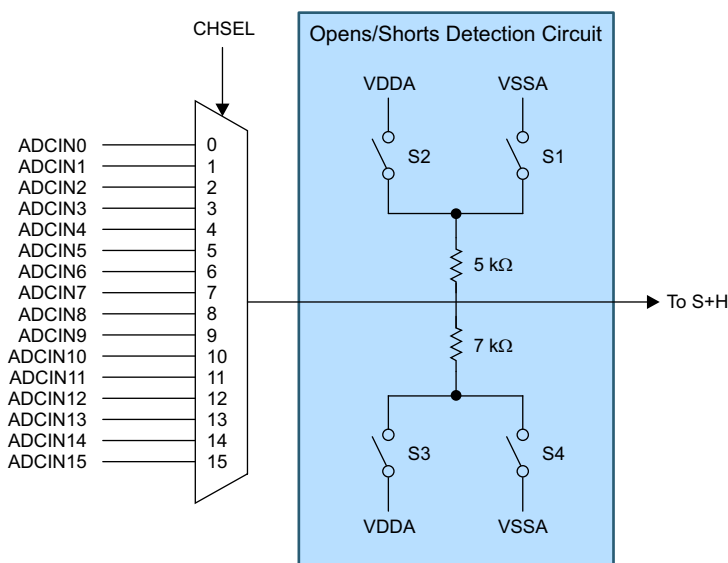 CHSEL
Opens/Shorts Detection Circuit
VDDA
VSSA
S2
S1
ADCIN0
0
ADCIN1
1
ADCIN2
2
ADCIN3
3
ADCIN4
4
ADCIN5
5
ADCIN6
6
ADCIN7
7
ADCIN8
8
ADCIN9
9
ADCIN10
10
ADCIN11
11
ADCIN12
12
ADCIN13
13
ADCIN14
14
ADCIN15
15
5 kΩ
To S+H
7 kΩ
S3
S4
VDDA
VSSA